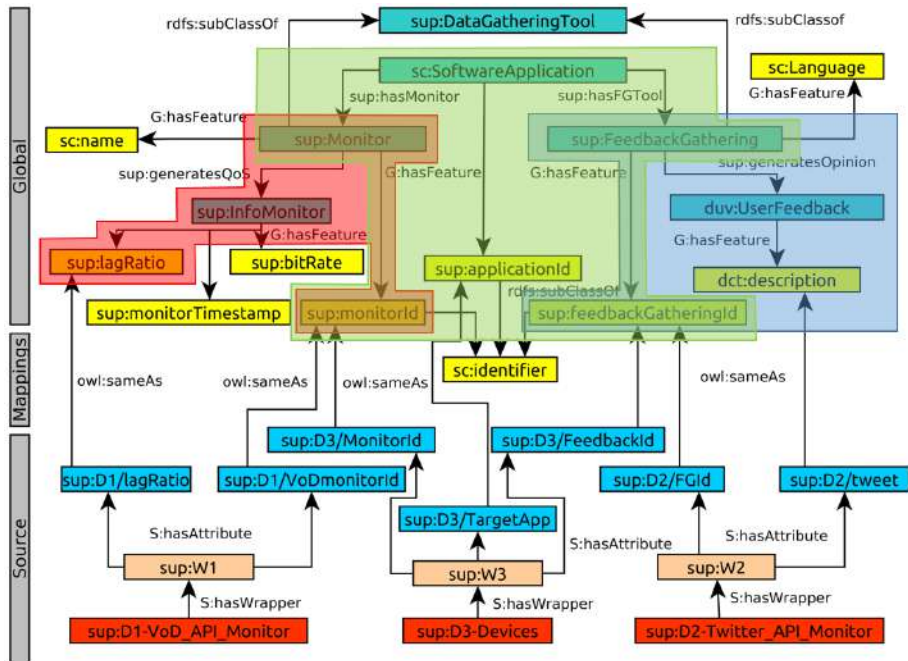 sup:DataGatheringTool
rdfs:subClassOf
rdfs:subClassof
sc:SoftwareApplication
sc:Language
sup:hasMonitor
sup:hasFGTool
G:hasFeature
G:hasFeature
sc:name
sup:Monitor
sup:FeedbackGathering
sup:generatesQoS
G:hasFeature
G:hasFeature
sup:generatesOpinion
sup:InfoMonitor
duv:UserFeedback
G:hasFeature
G:hasFeature
sup:lagRatio
sup:bitRate
sup:applicationId
dct:description
rdfs:subClassOf
sup:monitorTimestamp
sup:monitorId
sup:feedbackGatheringId
Global
Mappings
sc:identifier
owl:sameAs
owl:sameAs
owl:sameAs
Source
sup:D3/MonitorId
sup:D3/FeedbackId
sup:D1/lagRatio
sup:D1/VoDmonitorId
sup:D2/FGId
sup:D2/tweet
sup:D3/TargetApp
S:hasAttribute
S:hasAttribute
S:hasAttribute
sup:W1
sup:W3
sup:W2
S:hasWrapper
S:hasWrapper
S:hasWrapper
sup:D1-VoD_API_Monitor
sup:D3-Devices
sup:D2-Twitter_API_Monitor